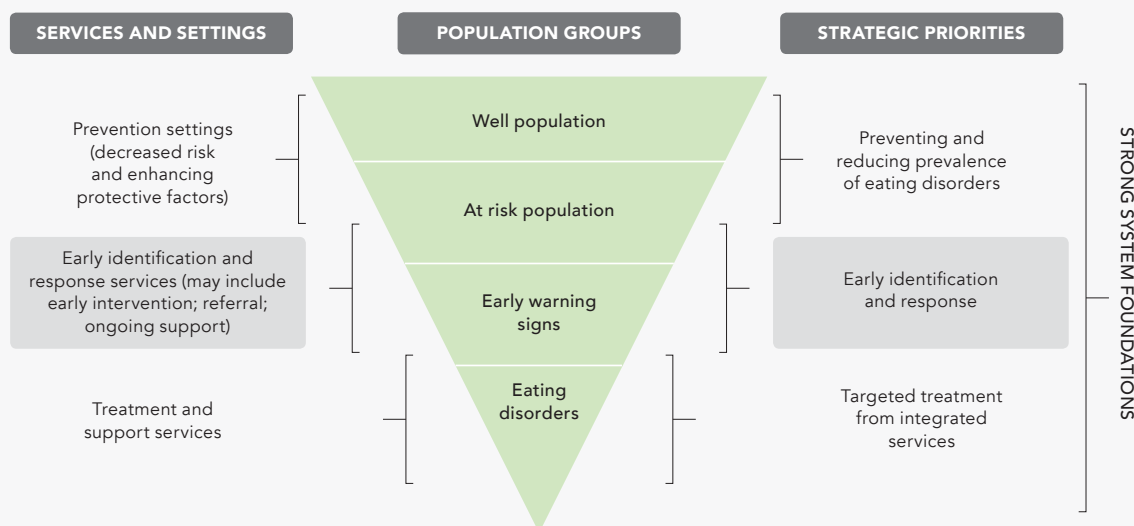 SERVICES AND SETTINGS
POPULATION GROUPS
STRATEGIC PRIORITIES
Prevention settings
(decreased risk
and enhancing
protective factors)
Well population
At risk population
Preventing and
reducing prevalence
of eating disorders
Early identification and
response services (may include
early intervention; referral;
ongoing support)
Early warning
signs
Early identification
and response
Treatment and
support services
Eating
disorders
Targeted treatment
from integrated
services
STRONG SYSTEM FOUNDATIONS